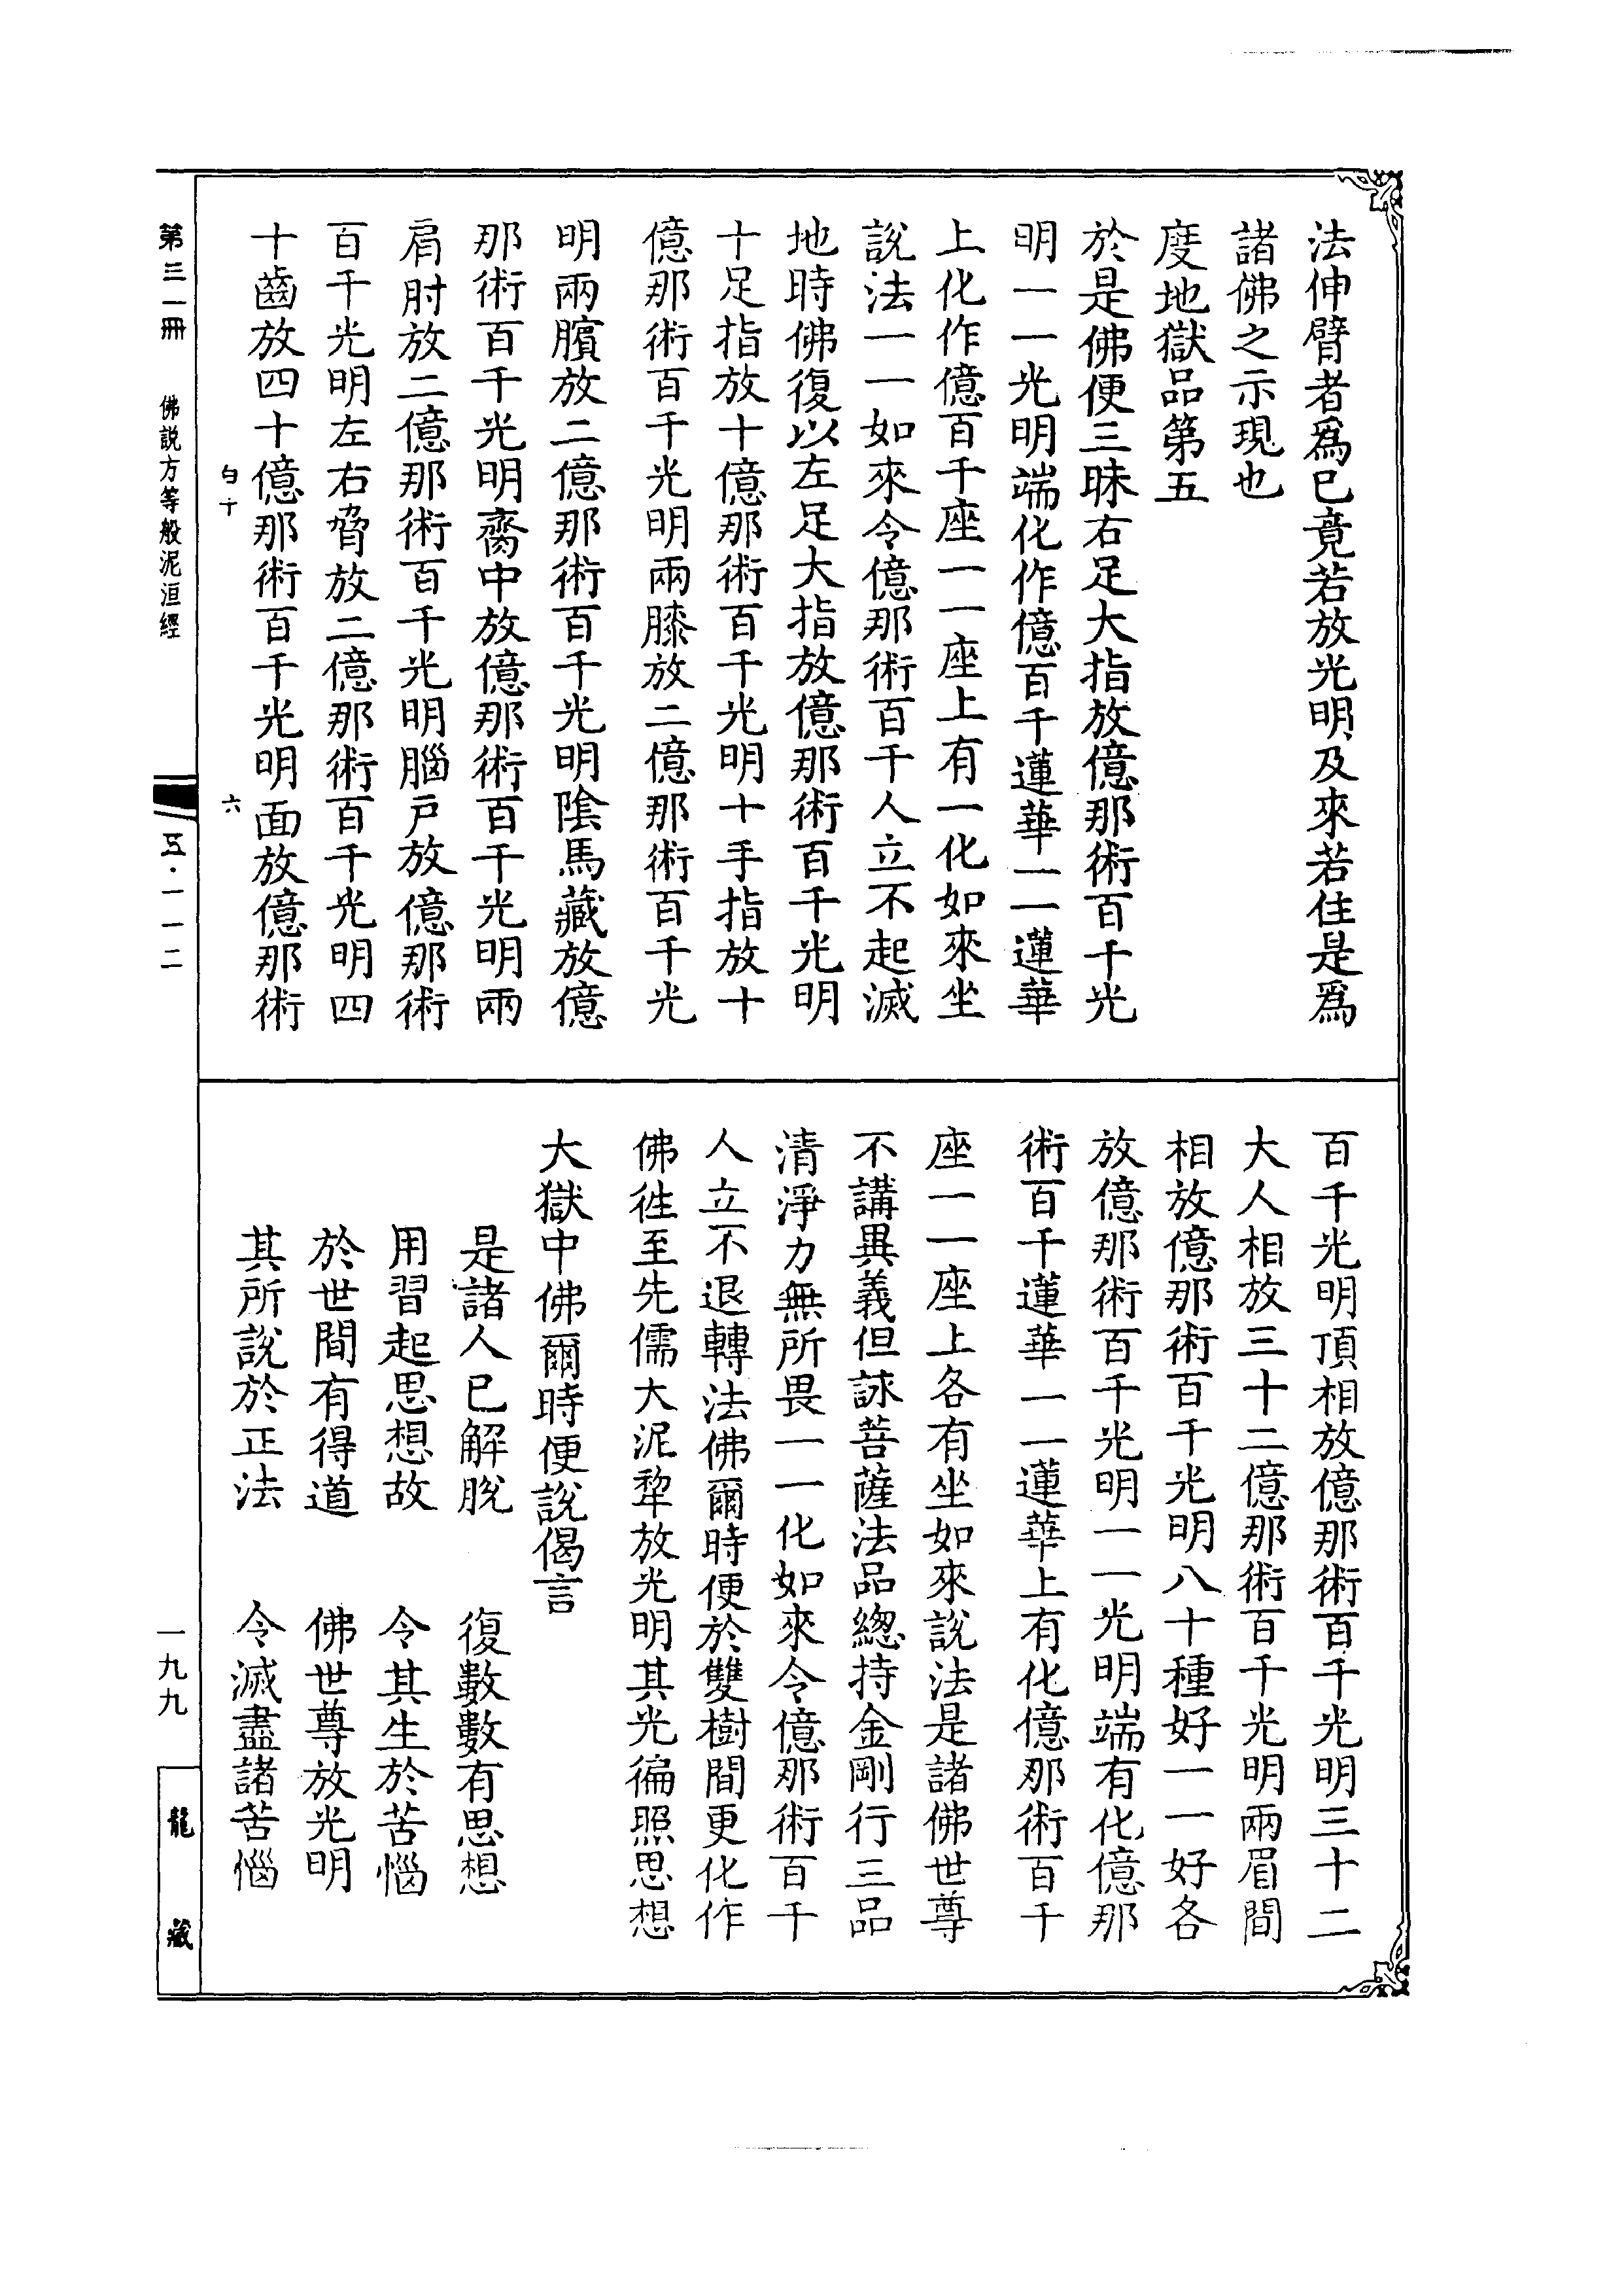 法伸臂者為已竟若放光明及來若住是爲
諸佛之示現也
度地獄品第五
於是佛便三昧右足大指放億那術百千光
明一一光明端化作億百千蓮華一一蓮華
上化作億百千座一一座上有一化如來坐
說法一一如來令億那術百千人立不起滅
地時佛復以左足大指放億那術百千光明
十足指放十億那術百千光明十手指放十
億那術百千光明兩膝放二億那術百千光
明兩臏放二億那術百千光明陰馬藏放億
那術百千光明齎中放億那術百千光明兩
肩肘放二億那術百千光明腦戶放億那術
百千光明左右脅放二億那術百千光明四
十齒放四十億那術百千光明面放億那術
百千光明頂相放億那術百千光明三十二
大人相放三十二億那術百千光明兩眉間
相放億那術百千光明八十種好一一好各
放億那術百千光明一一光明端有化億那
術百千蓮華一一蓮華上有化億那術百千
座一一座上各有坐如來說法是諸佛世尊
不講異義但詠菩薩法品總持金剛行三品
清淨力無所畏一一化如來令億那術百千
人立不退轉法佛爾時便於雙樹間更化作
佛徃至先儒大泥犂放光明其光徧照思想
大獄中佛爾時便說偈言
是諸人已解脫　復數數有思想
用習起思想故　令其生於苦惱
於世間有得道　佛世尊放光明
其所說於正法　令滅盡諸苦惱
第三一冊　佛說方等般泥洹經
五·一一二
一九九
龍藏
六